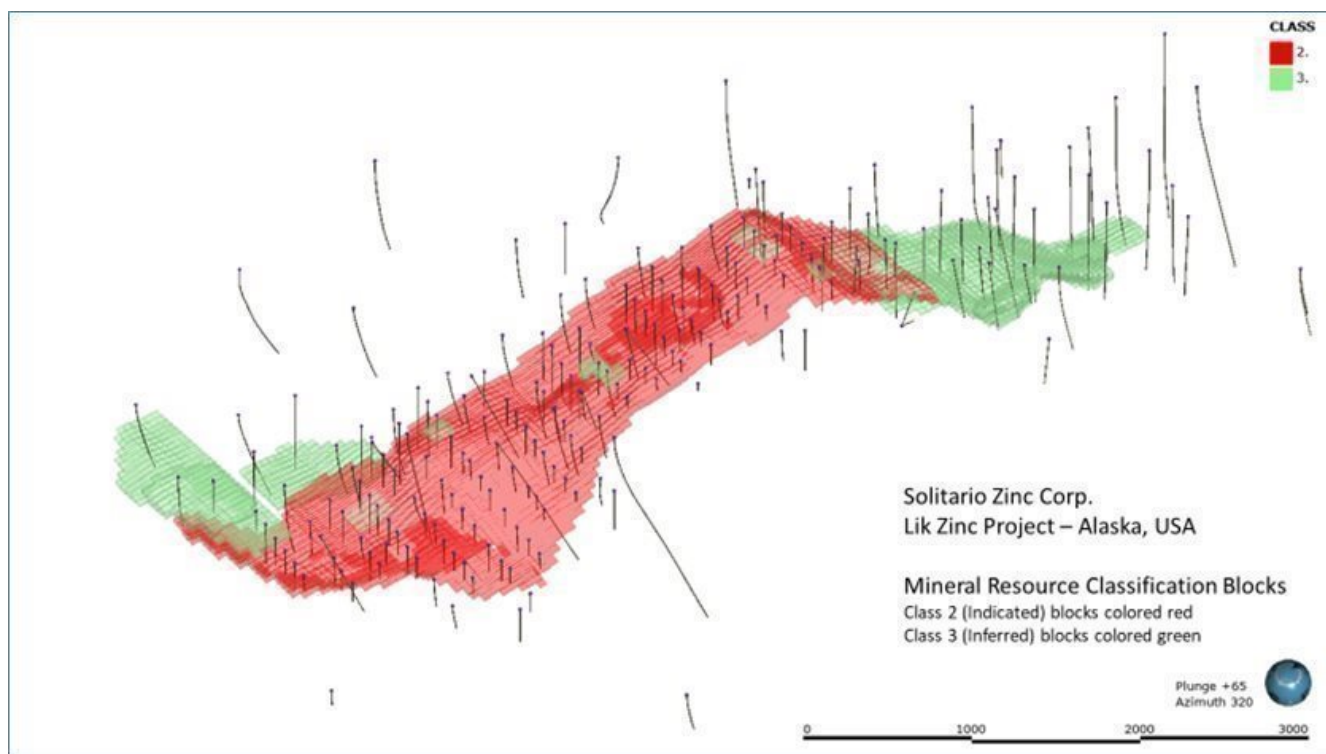 CLASS
2.
3.
Solitario Zinc Corp.
Lik Zinc Project – Alaska, USA
Mineral Resource Classification Blocks
Class 2 (Indicated) blocks colored red
Class 3 (Inferred) blocks colored green
Plunge +65
Azimuth 320
0 1000 2000 3000